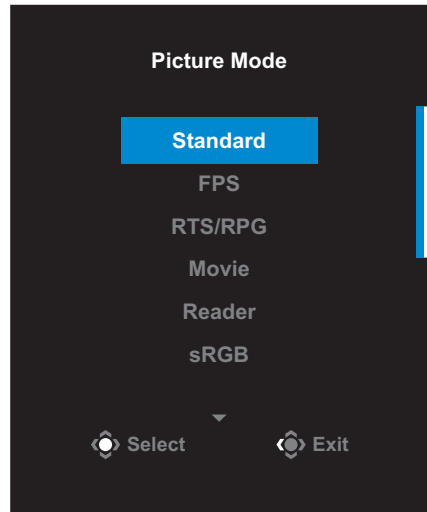 Picture Mode
Standard
FPS
RTS/RPG
Movie
Reader
sRGB
Select Exit